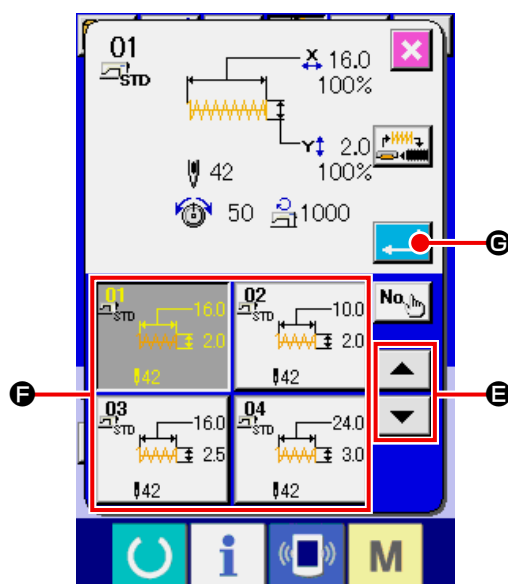 01
STD
X 16.0
100%
Y 2.0
100%
42
50 1000
G
01 STD 16.0 2.0 42
02 STD 10.0 2.0 42
No.
F
E
03 STD 16.0 2.5 42
04 STD 24.0 3.0 42
i M